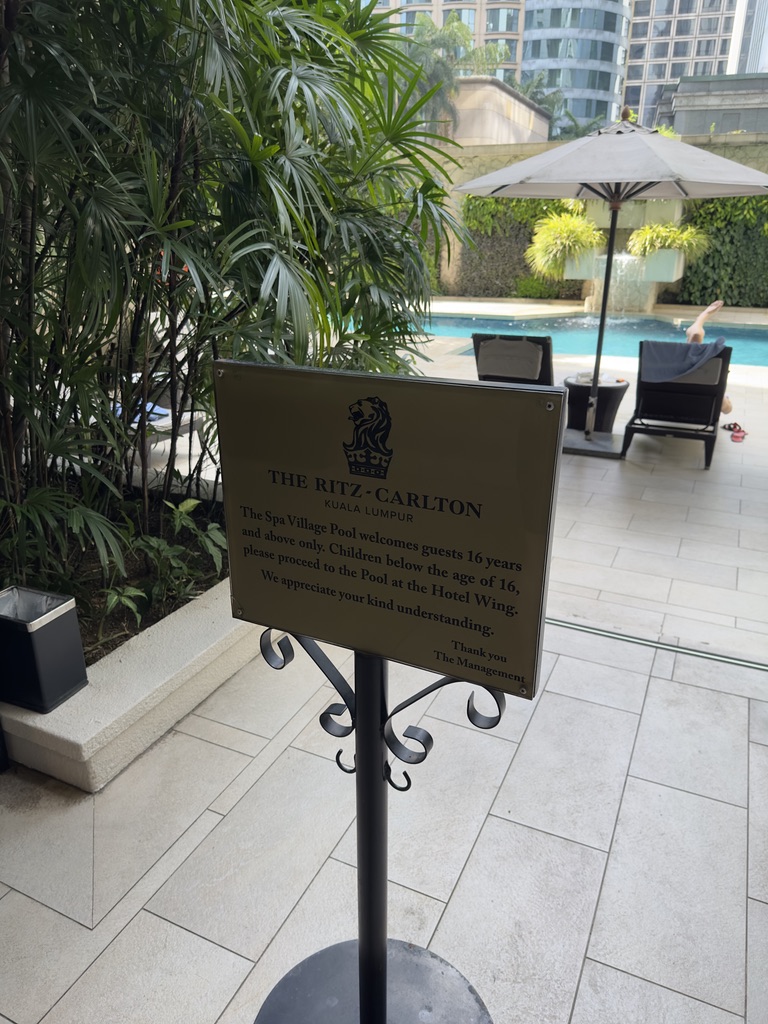 THE RITZ-CARLTON
KUALA LUMPUR
The Spa Village Pool welcomes guests 16 years
and above only. Children below the age of 16,
please proceed to the Pool at the Hotel Wing.
We appreciate your kind understanding.
Thank you
The Management